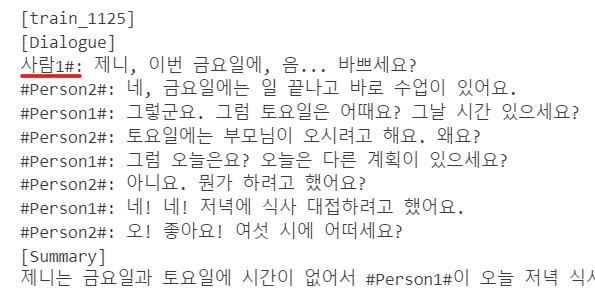 [train_1125]
[Dialogue]
사람1#: 제니, 이번 금요일에, 음... 바쁘세요?
#Person2#: 네, 금요일에는 일 끝나고 바로 수업이 있어요.
#Person1#: 그렇군요. 그럼 토요일은 어때요? 그날 시간 있으세요?
#Person2#: 토요일에는 부모님이 오시려고 해요. 왜요?
#Person1#: 그럼 오늘은요? 오늘은 다른 계획이 있으세요?
#Person2#: 아니요. 뭔가 하려고 했어요?
#Person1#: 네! 네! 저녁에 식사 대접하려고 했어요.
#Person2#: 오! 좋아요! 여섯 시에 어떠세요?
[Summary]
제니는 금요일과 토요일에 시간이 없어서 #Person1#이 오늘 저녁